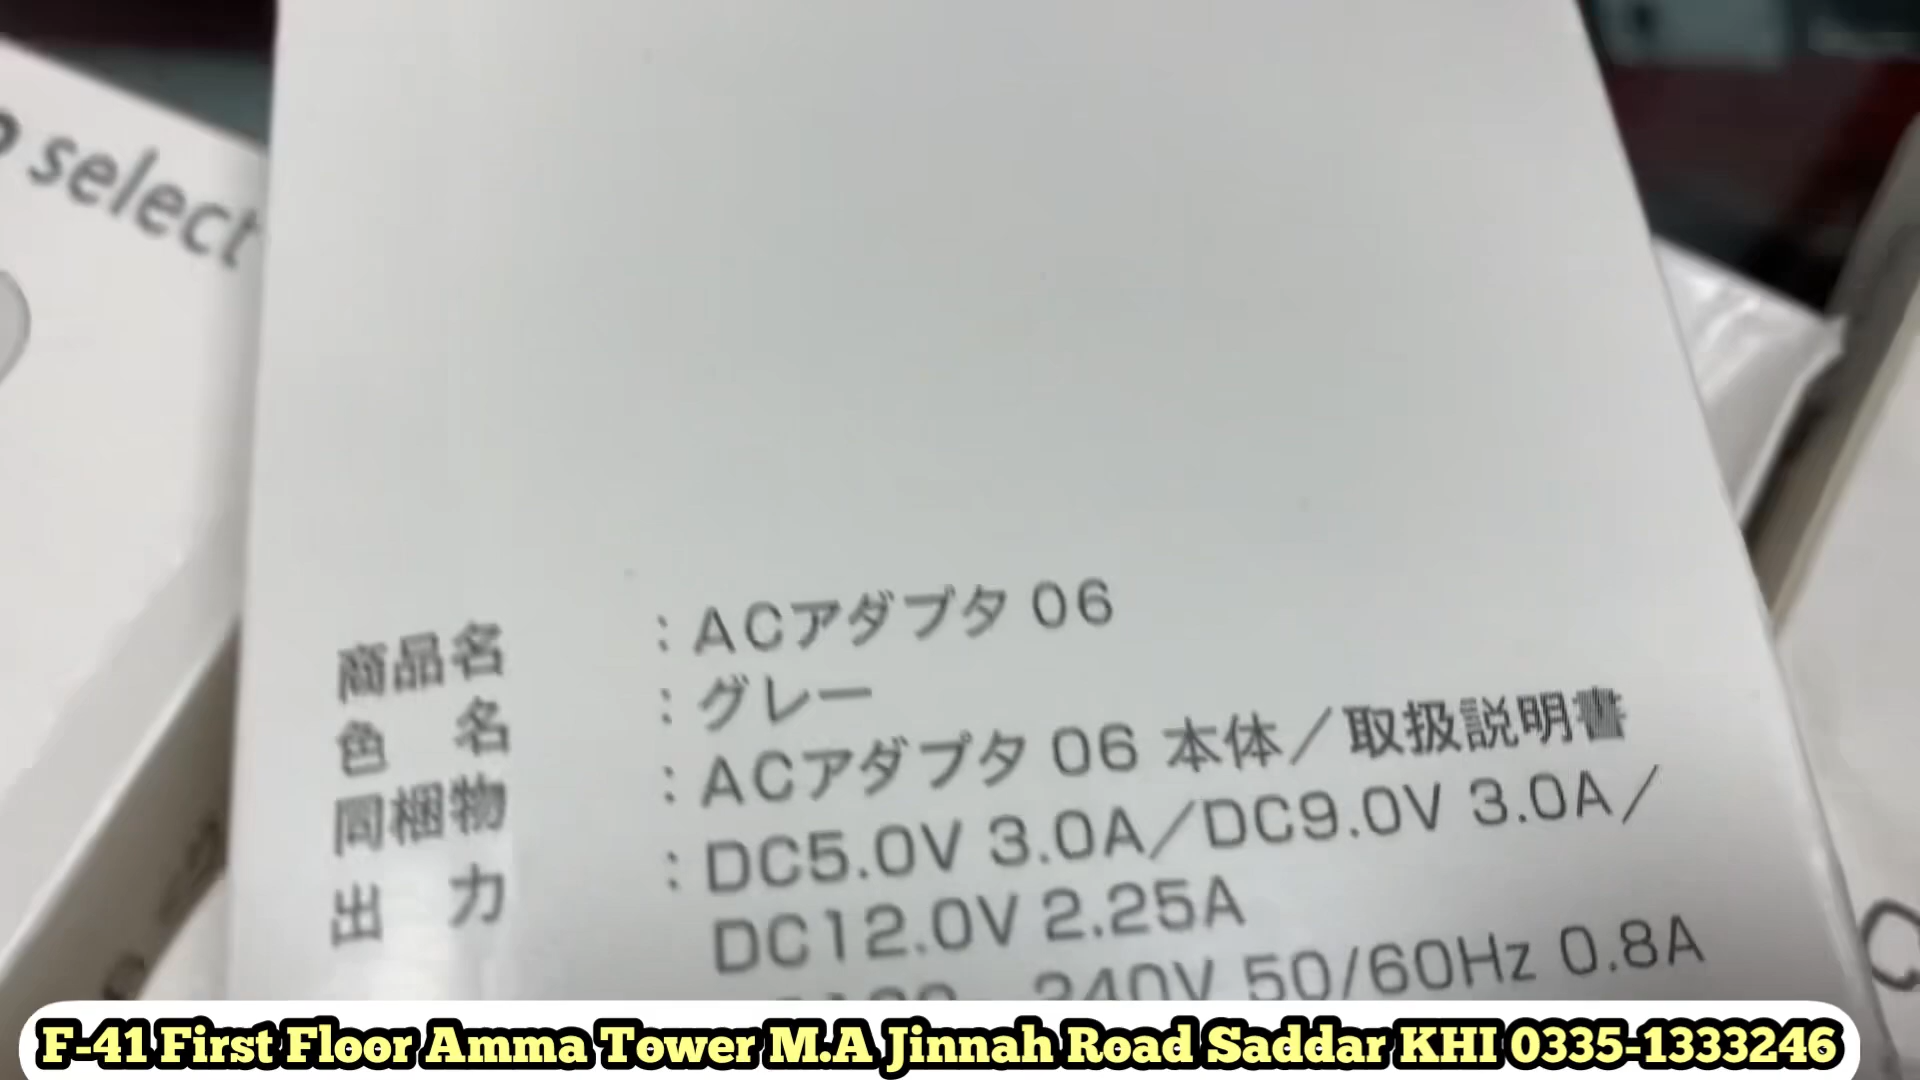 select
商品名 : ACアダプタ 06
色 名 : グレー
同梱物 : ACアダプタ 06 本体／取扱説明書
出 力 : DC5.0V 3.0A／DC9.0V 3.0A／
DC12.0V 2.25A
240V 50/60Hz 0.8A
F-41 First Floor Amma Tower M.A Jinnah Road Saddar KHI 0335-1333246